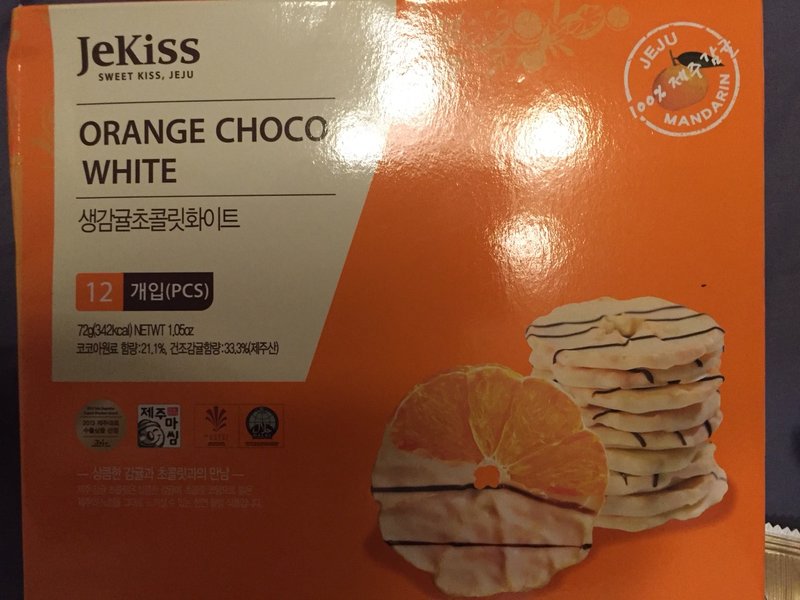 JeKiss
SWEET KISS, JEJU
ORANGE CHOCO
WHITE
생감귤초콜릿화이트
12 개입(PCS)
72g(342kcal) NETWT 1,05oz
코코아원료 함량:21.1%, 건조감귤함량:33.3%(제주산)
JEJU
100% 제주감귤
MANDARIN
제주
마씸
— 상콤한 감귤과 초콜릿과의 만남 —